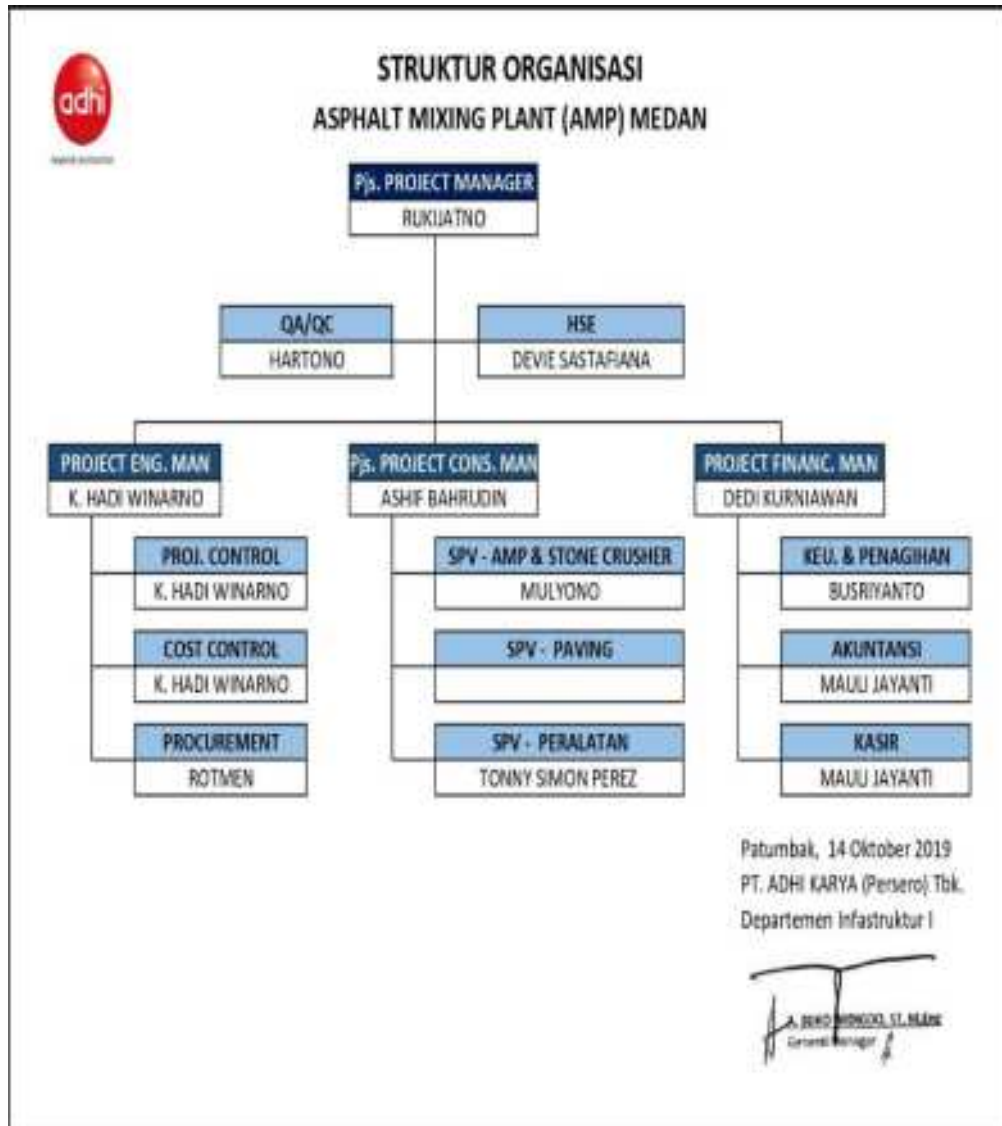 adhi
STRUKTUR ORGANISASI
ASPHALT MIXING PLANT (AMP) MEDAN
Pjs. PROJECT MANAGER
RUKIJATNO
QA/QC
HARTONO
HSE
DEVIE SASTAFIANA
PROJECT ENG. MAN
K. HADI WINARNO
Pjs. PROJECT CONS. MAN
ASHIF BAHRUDIN
PROJECT FINANC. MAN
DEDI KURNIAWAN
PROJ. CONTROL
K. HADI WINARNO
SPV - AMP & STONE CRUSHER
MULYONO
KEU. & PENAGIHAN
BUSRIYANTO
COST CONTROL
K. HADI WINARNO
SPV - PAVING
AKUNTANSI
MAULI JAYANTI
PROCUREMENT
ROTMEN
SPV - PERALATAN
TONNY SIMON PEREZ
KASIR
MAULI JAYANTI
Patumbak, 14 Oktober 2019
PT. ADHI KARYA (Persero) Tbk.
Departemen Infastruktur I
General Manager